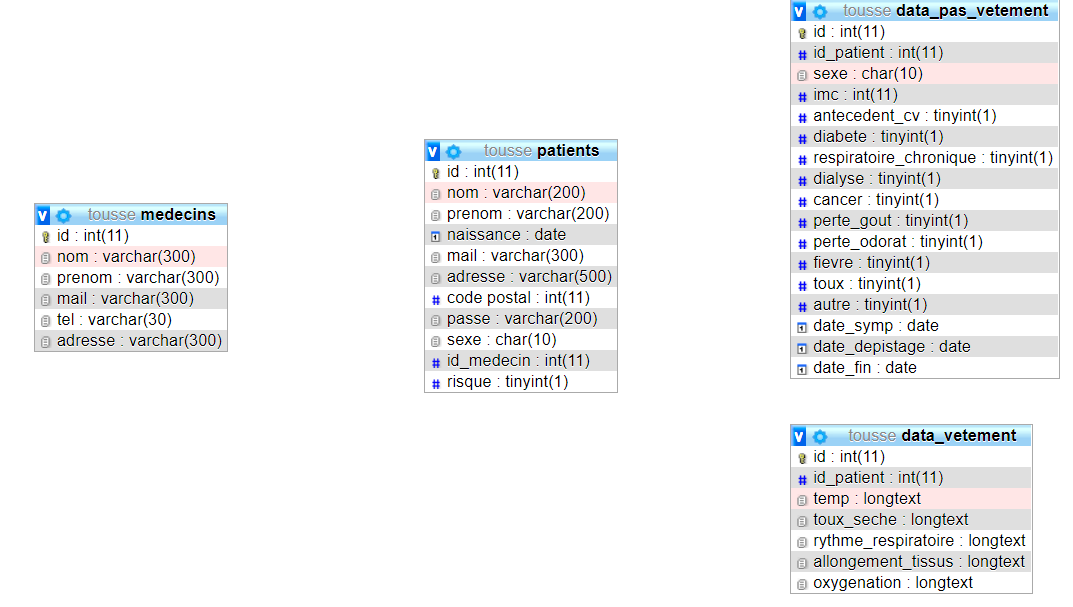 tousse medecins
id : int(11)
nom : varchar(300)
prenom : varchar(300)
mail : varchar(300)
tel : varchar(30)
adresse : varchar(300)
tousse patients
id : int(11)
nom : varchar(200)
prenom : varchar(200)
naissance : date
mail : varchar(300)
adresse : varchar(500)
code postal : int(11)
passe : varchar(200)
sexe : char(10)
id_medecin : int(11)
risque : tinyint(1)
tousse data_pas_vetement
id : int(11)
id_patient : int(11)
sexe : char(10)
imc : int(11)
antecedent_cv : tinyint(1)
diabete : tinyint(1)
respiratoire_chronique : tinyint(1)
dialyse : tinyint(1)
cancer : tinyint(1)
perte_gout : tinyint(1)
perte_odorat : tinyint(1)
fievre : tinyint(1)
toux : tinyint(1)
autre : tinyint(1)
date_symp : date
date_depistage : date
date_fin : date
tousse data_vetement
id : int(11)
id_patient : int(11)
temp : longtext
toux_seche : longtext
rythme_respiratoire : longtext
allongement_tissus : longtext
oxygenation : longtext